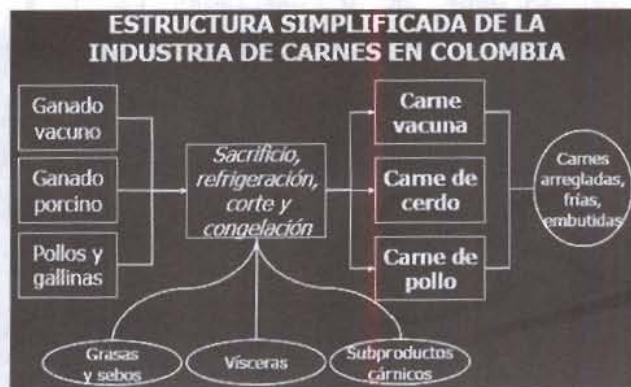 ESTRUCTURA SIMPLIFICADA DE LA
INDUSTRIA DE CARNES EN COLOMBIA
Ganado
vacuno
Ganado
porcino
Pollos y
gallinas
Sacrificio,
refrigeración,
corte y
congelación
Carne
vacuna
Carne de
cerdo
Carne de
pollo
Carnes
arregladas,
frías,
embutidas
Grasas
y sebos
Vísceras
Subproductos
cárnicos